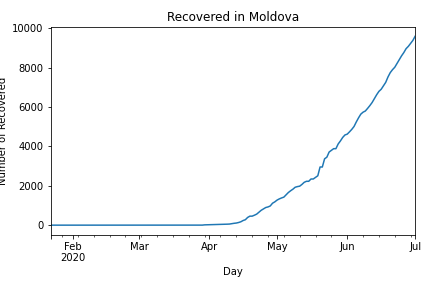 Recovered in Moldova
Number of Recovered
10000
8000
6000
4000
2000
0
Feb Mar Apr May Jun Jul
2020
Day